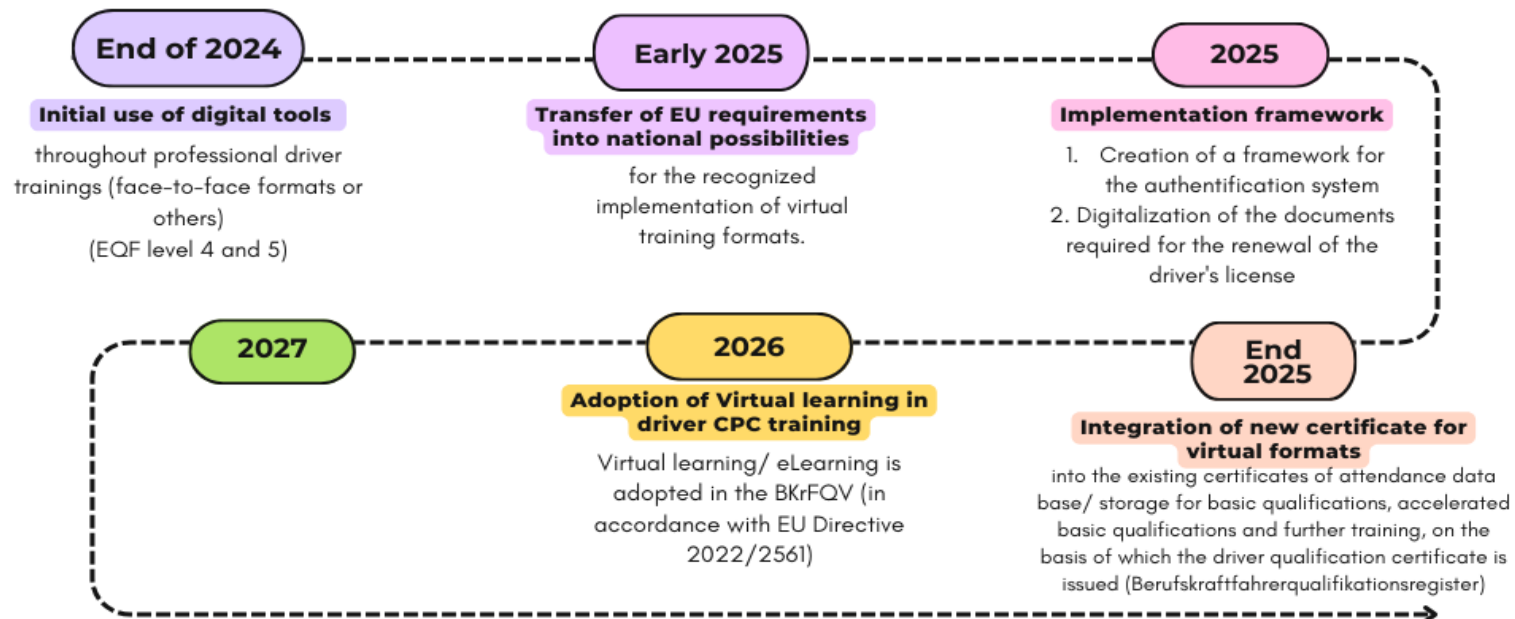 End of 2024
Initial use of digital tools
throughout professional driver
trainings (face-to-face formats or
others)
(EQF level 4 and 5)
Early 2025
Transfer of EU requirements
into national possibilities
for the recognized
implementation of virtual
training formats.
2025
Implementation framework
1. Creation of a framework for
the authentification system
2. Digitalization of the documents
required for the renewal of the
driver's license
End
2025
Integration of new certificate for
virtual formats
into the existing certificates of attendance data
base/ storage for basic qualifications, accelerated
basic qualifications and further training, on the
basis of which the driver qualification certificate is
issued (Berufskraftfahrerqualifikationsregister)
2026
Adoption of Virtual learning in
driver CPC training
Virtual learning/ eLearning is
adopted in the BKrFQV (in
accordance with EU Directive
2022/2561)
2027